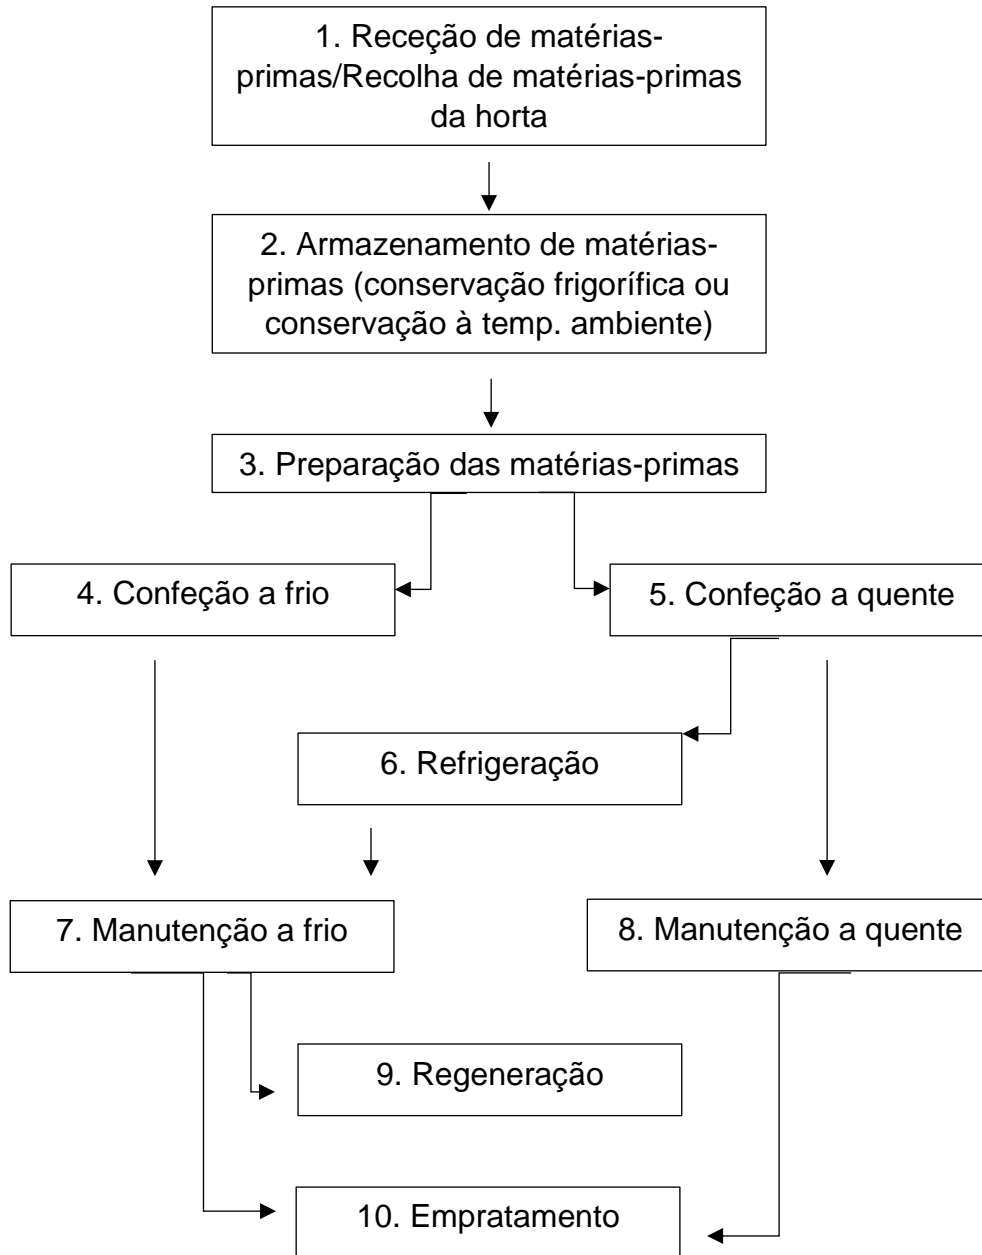 1. Receção de matérias-
primas/Recolha de matérias-primas
da horta
2. Armazenamento de matérias-
primas (conservação frigorífica ou
conservação à temp. ambiente)
3. Preparação das matérias-primas
4. Confeção a frio
5. Confeção a quente
6. Refrigeração
7. Manutenção a frio
8. Manutenção a quente
9. Regeneração
10. Empratamento